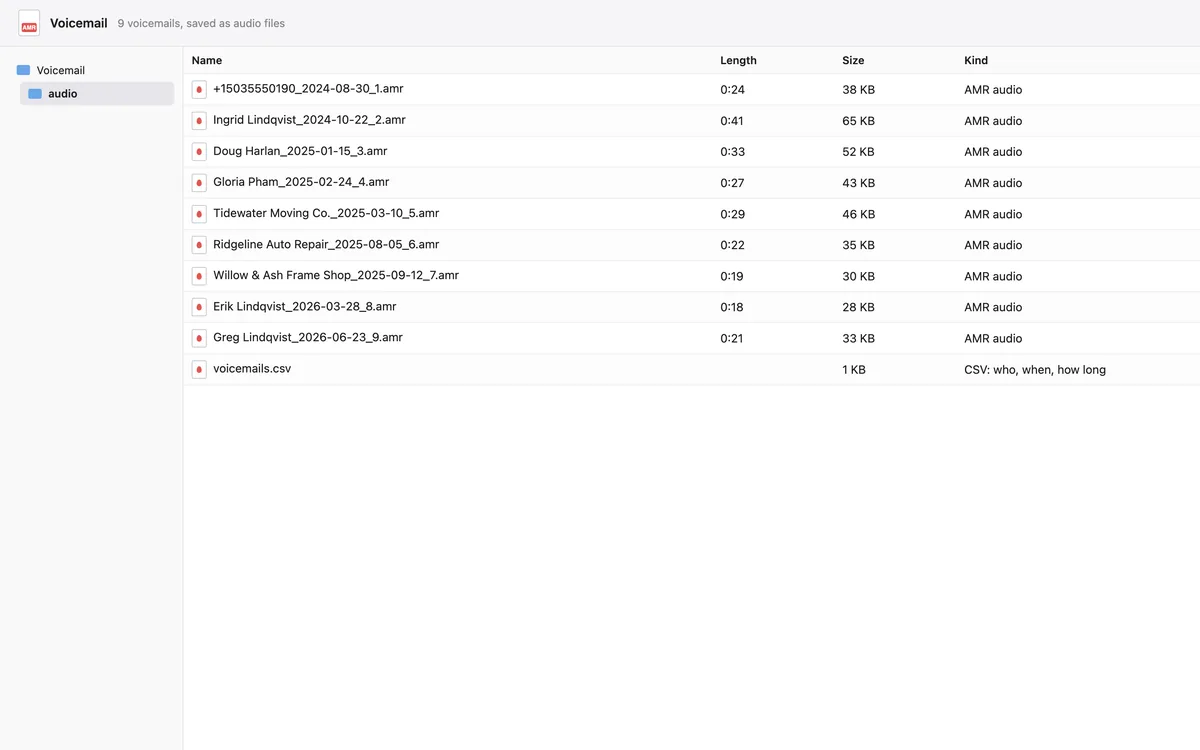 AMR Voicemail 9 voicemails, saved as audio files
Voicemail
audio
Name Length Size Kind
+15035550190_2024-08-30_1.amr 0:24 38 KB AMR audio
Ingrid Lindqvist_2024-10-22_2.amr 0:41 65 KB AMR audio
Doug Harlan_2025-01-15_3.amr 0:33 52 KB AMR audio
Gloria Pham_2025-02-24_4.amr 0:27 43 KB AMR audio
Tidewater Moving Co._2025-03-10_5.amr 0:29 46 KB AMR audio
Ridgeline Auto Repair_2025-08-05_6.amr 0:22 35 KB AMR audio
Willow & Ash Frame Shop_2025-09-12_7.amr 0:19 30 KB AMR audio
Erik Lindqvist_2026-03-28_8.amr 0:18 28 KB AMR audio
Greg Lindqvist_2026-06-23_9.amr 0:21 33 KB AMR audio
voicemails.csv 1 KB CSV: who, when, how long